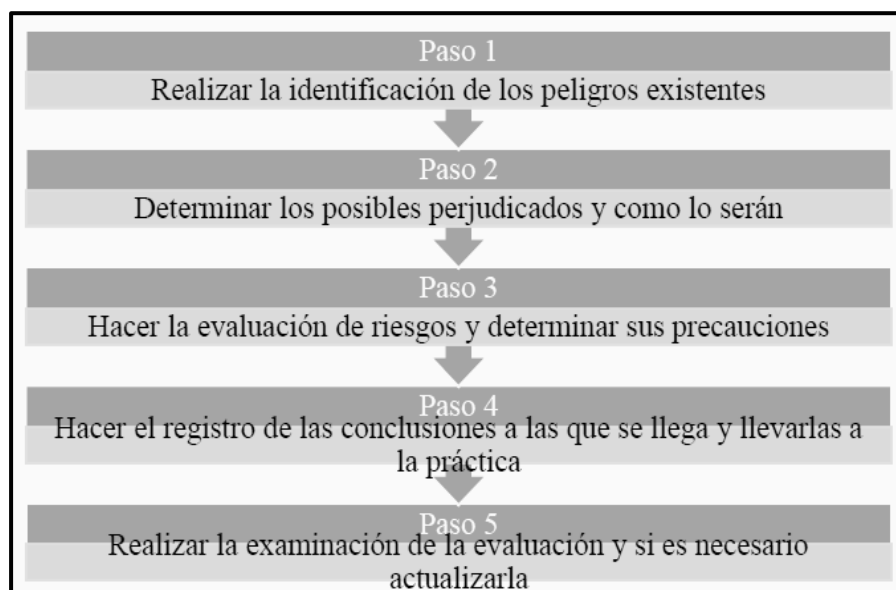 Paso 1
Realizar la identificación de los peligros existentes
Paso 2
Determinar los posibles perjudicados y como lo serán
Paso 3
Hacer la evaluación de riesgos y determinar sus precauciones
Paso 4
Hacer el registro de las conclusiones a las que se llega y llevarlas a
la práctica
Paso 5
Realizar la examinación de la evaluación y si es necesario
actualizarla